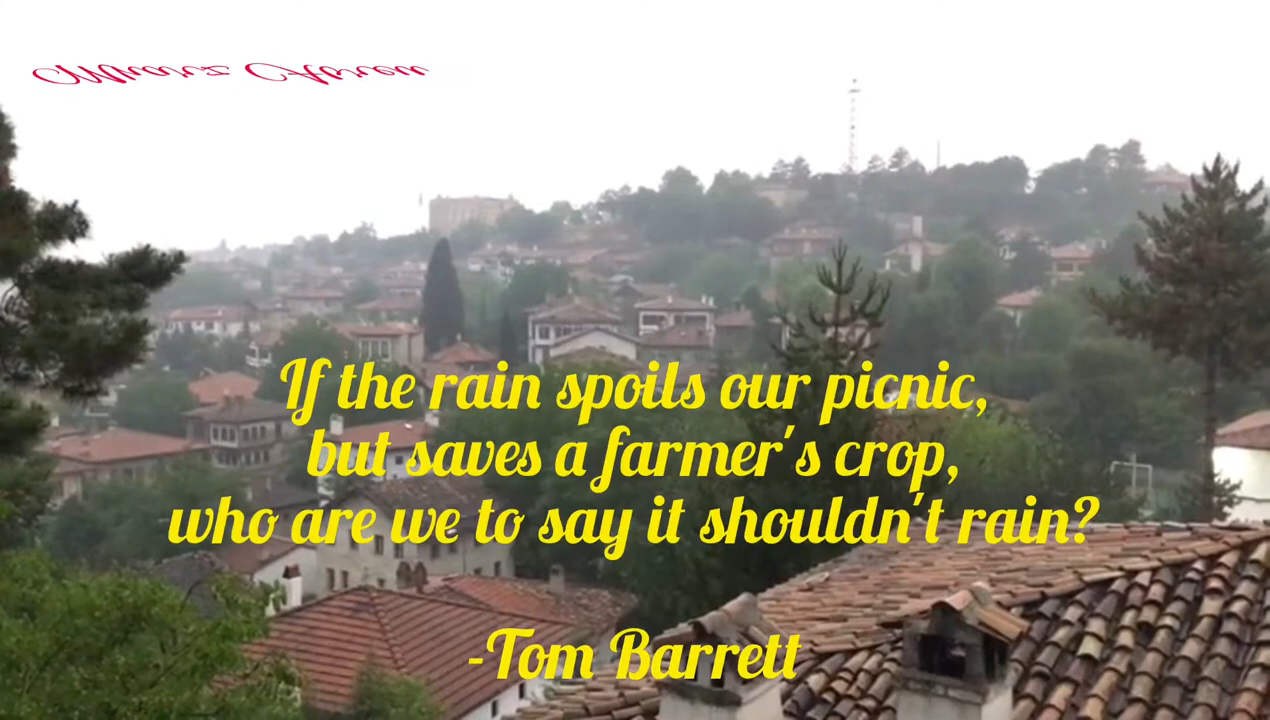 If the rain spoils our picnic,
but saves a farmer's crop,
who are we to say it shouldn't rain?
-Tom Barrett